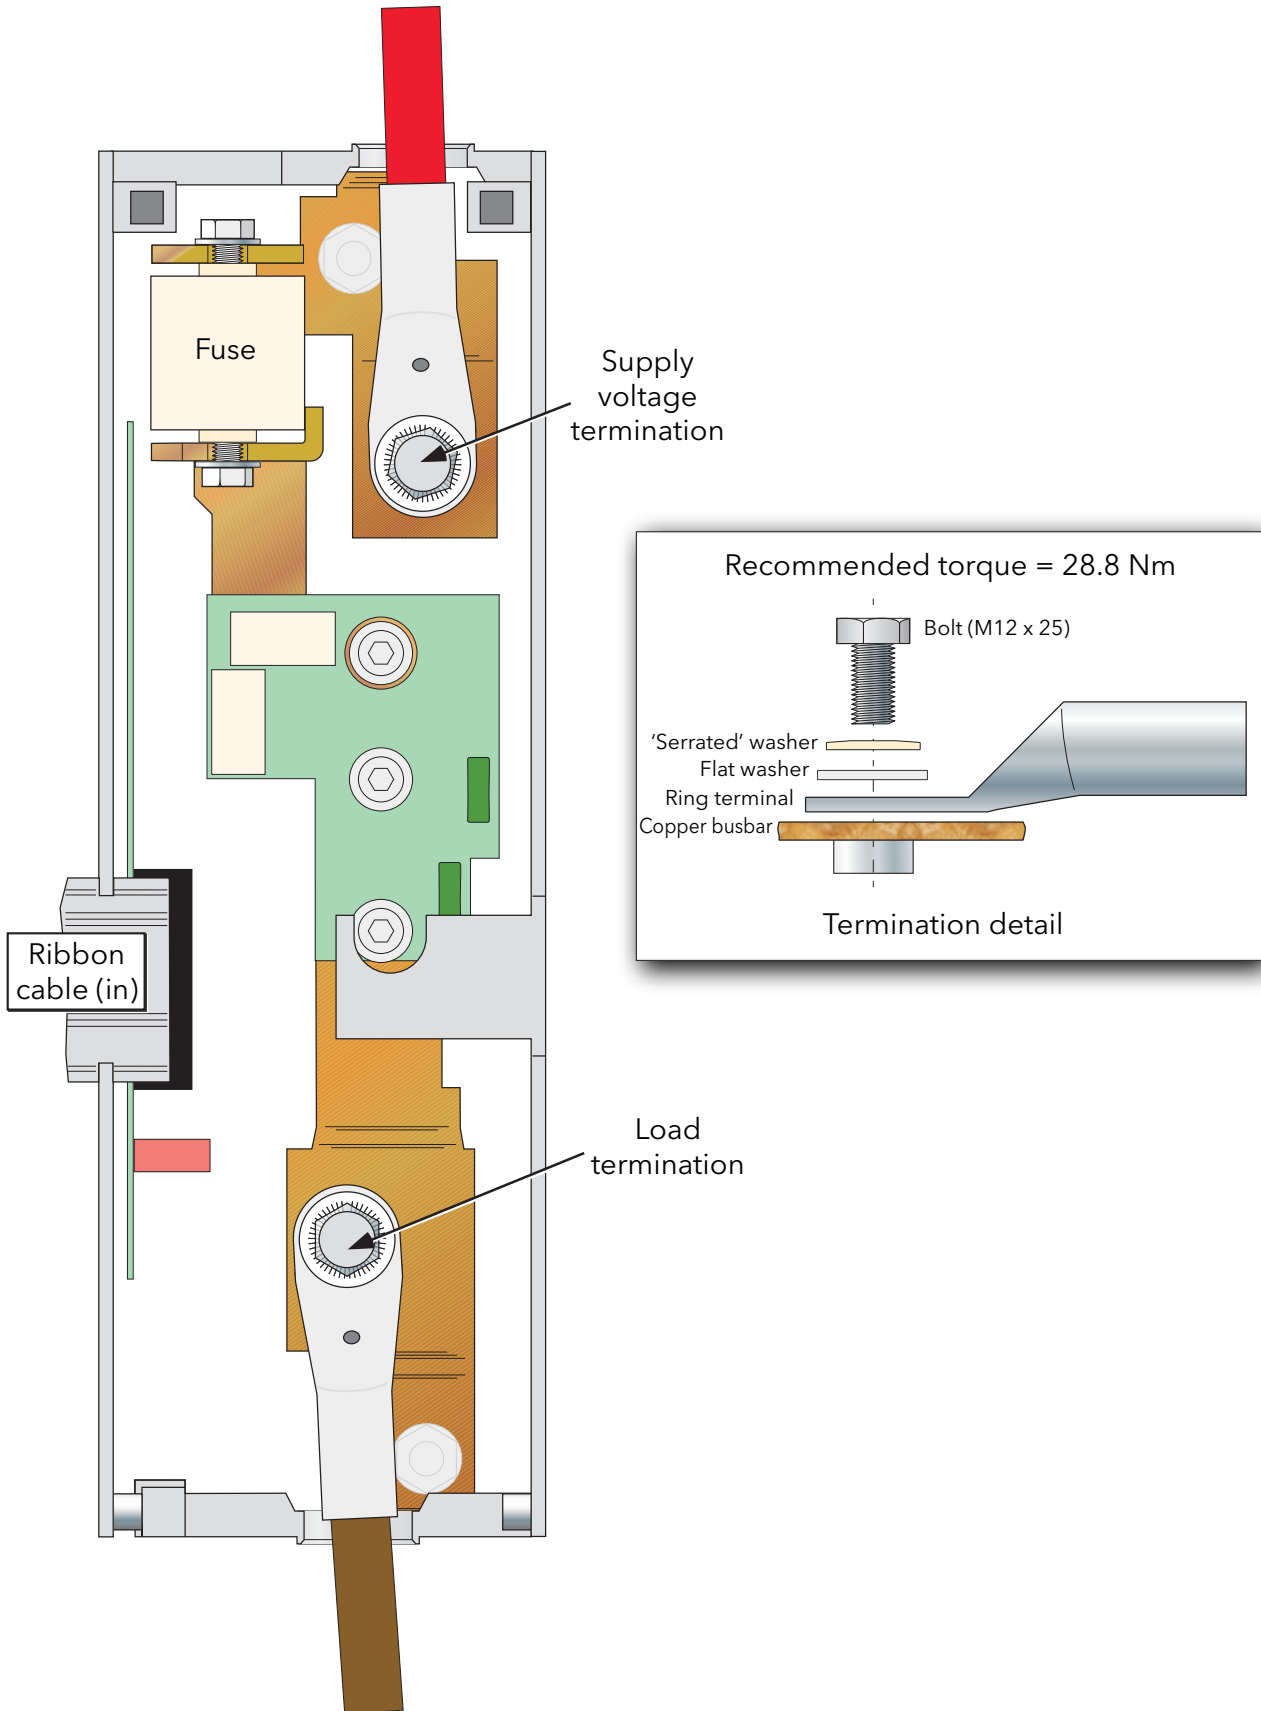 Fuse
Supply
voltage
termination
Recommended torque = 28.8 Nm
Bolt (M12 x 25)
‘Serrated’ washer
Flat washer
Ring terminal
Copper busbar
Termination detail
Ribbon
cable (in)
Load
termination